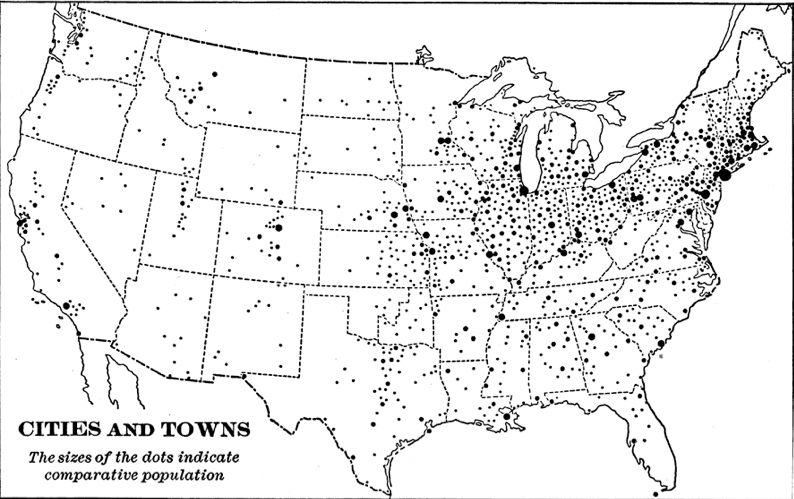 CITIES AND TOWNS
The sizes of the dots indicate
comparative population